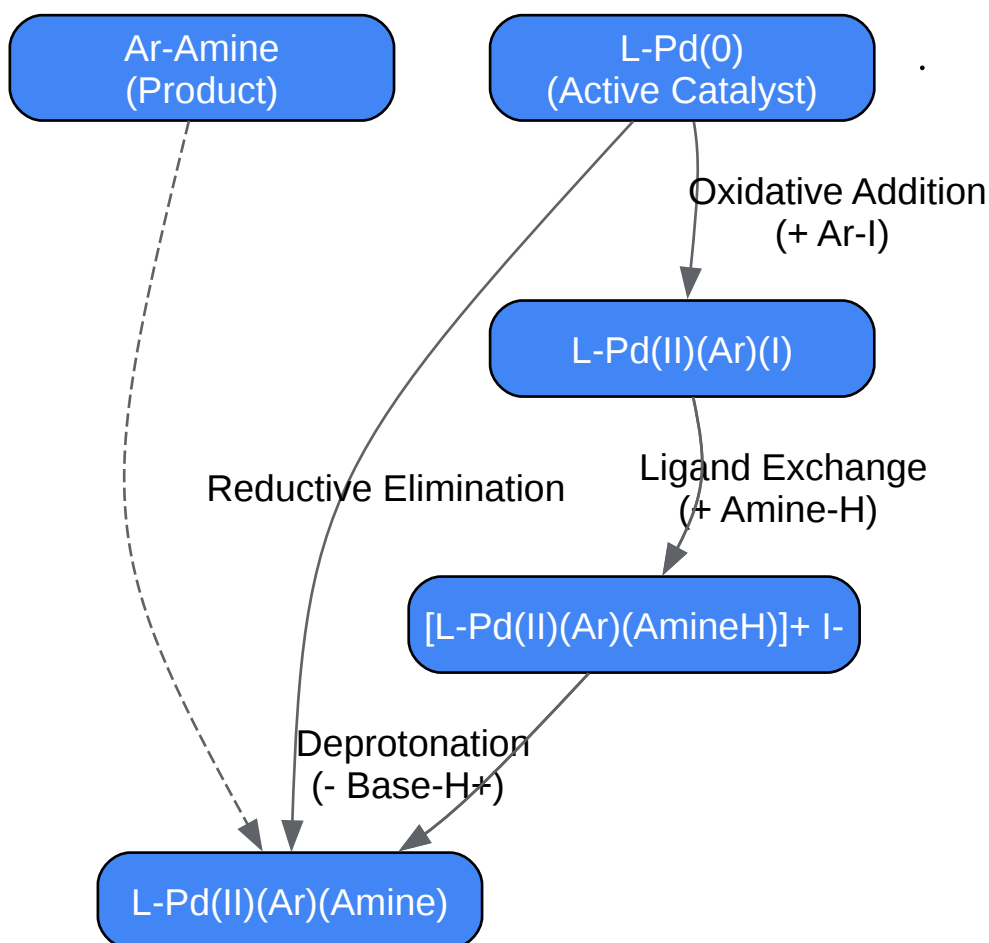 Ar-Amine
(Product)
L-Pd(0)
(Active Catalyst)
.
Oxidative Addition
(+ Ar-I)
L-Pd(II)(Ar)(I)
Reductive Elimination
Ligand Exchange
(+ Amine-H)
[L-Pd(II)(Ar)(AmineH)]+ I-
Deprotonation
(- Base-H+)
L-Pd(II)(Ar)(Amine)